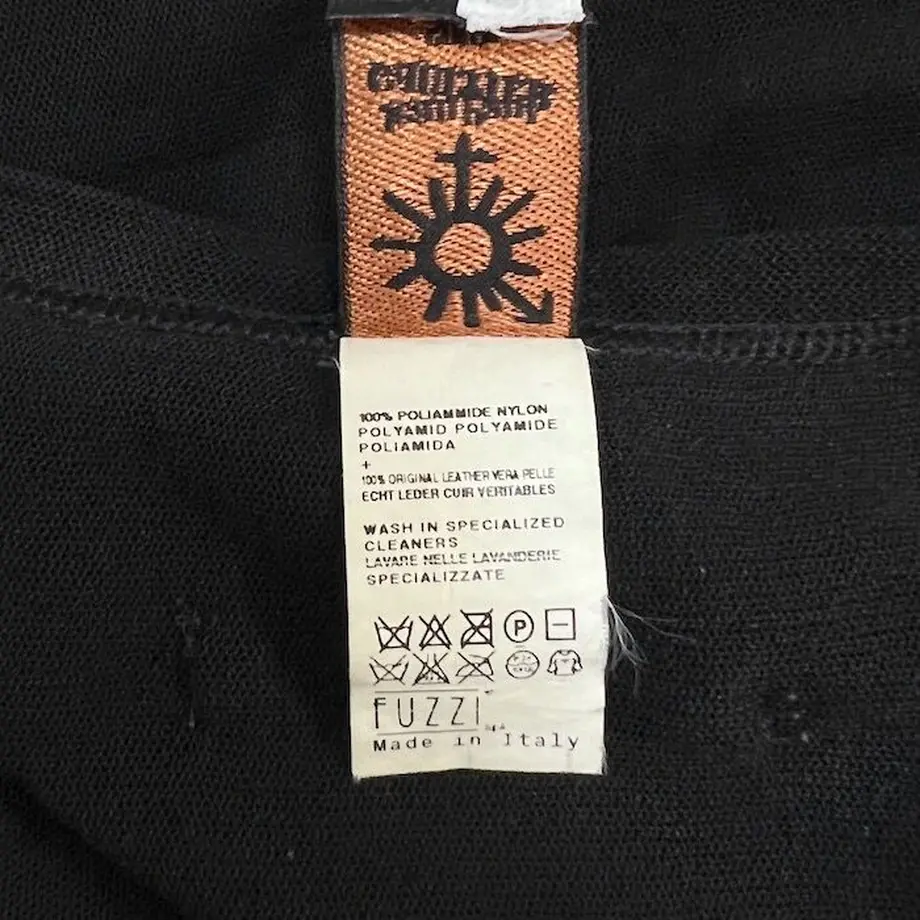 GAULTIER
100% POLIAMMIDE NYLON
POLYAMID POLYAMIDE
POLIAMIDA
+
100% ORIGINAL LEATHER VERA PELLE
ECHT LEDER CUIR VERITABLES
WASH IN SPECIALIZED
CLEANERS
LAVARE NELLE LAVANDERIE
SPECIALIZZATE
P
FUZZI
Made in Italy